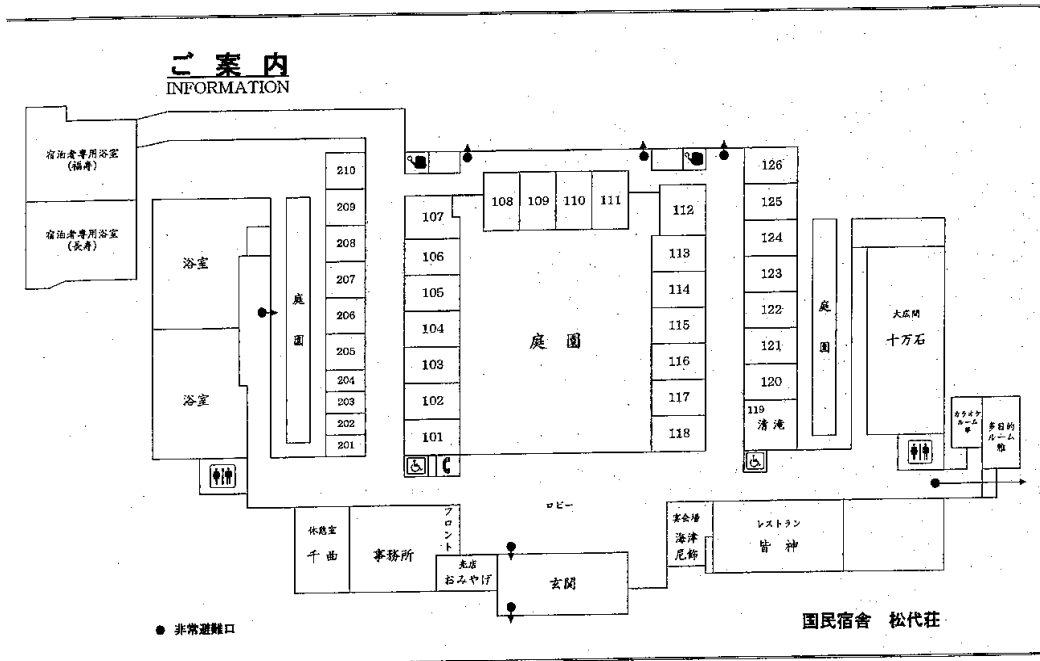 ご案内
INFORMATION
宿泊者専用浴室
(福寿)
宿泊者専用浴室
(長寿)
浴室
浴室
庭園
210
209
208
207
206
205
204
203
202
201
107
106
105
104
103
102
101
108
109
110
111
庭園
112
113
114
115
116
117
118
126
125
124
123
122
121
120
119
清滝
庭園
大広間
十万石
カラオケ
ルーム
多目的
ルーム
雅
ロビー
フロント
休憩室
千曲
事務所
売店
おみやげ
玄関
宴会場
海津
尼飾
レストラン
皆神
● 非常避難口
国民宿舎 松代荘